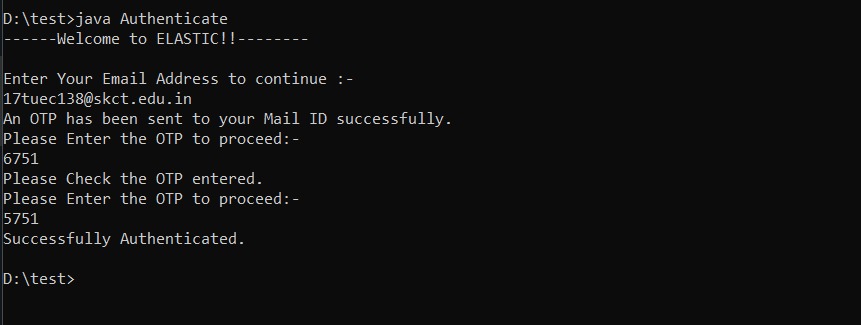 D:\test>java Authenticate
------Welcome to ELASTIC!!--------
Enter Your Email Address to continue :-
17tuec138@skct.edu.in
An OTP has been sent to your Mail ID successfully.
Please Enter the OTP to proceed:-
6751
Please Check the OTP entered.
Please Enter the OTP to proceed:-
5751
Successfully Authenticated.
D:\test>